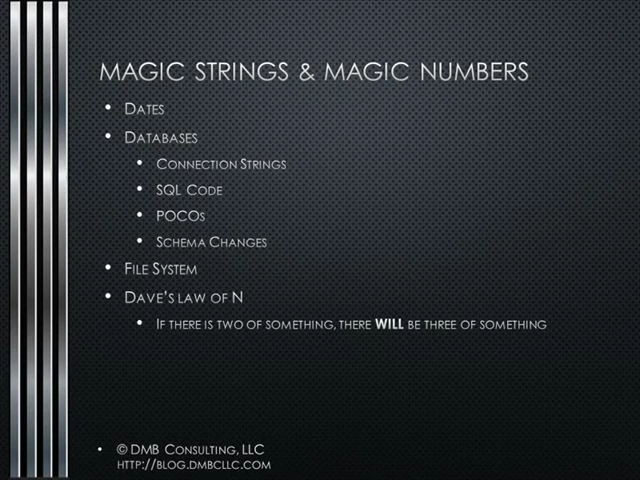 MAGIC STRINGS & MAGIC NUMBERS
• DATES
• DATABASES
• CONNECTION STRINGS
• SQL CODE
• POCOS
• SCHEMA CHANGES
• FILE SYSTEM
• DAVE'S LAW OF N
• IF THERE IS TWO OF SOMETHING, THERE WILL BE THREE OF SOMETHING
• © DMB CONSULTING, LLC
HTTP://BLOG.DMBCLLC.COM